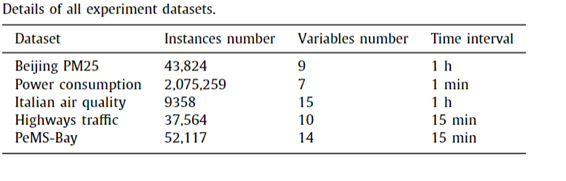 Details of all experiment datasets.
Dataset Instances number Variables number Time interval
Beijing PM25 43,824 9 1 h
Power consumption 2,075,259 7 1 min
Italian air quality 9358 15 1 h
Highways traffic 37,564 10 15 min
PeMS-Bay 52,117 14 15 min